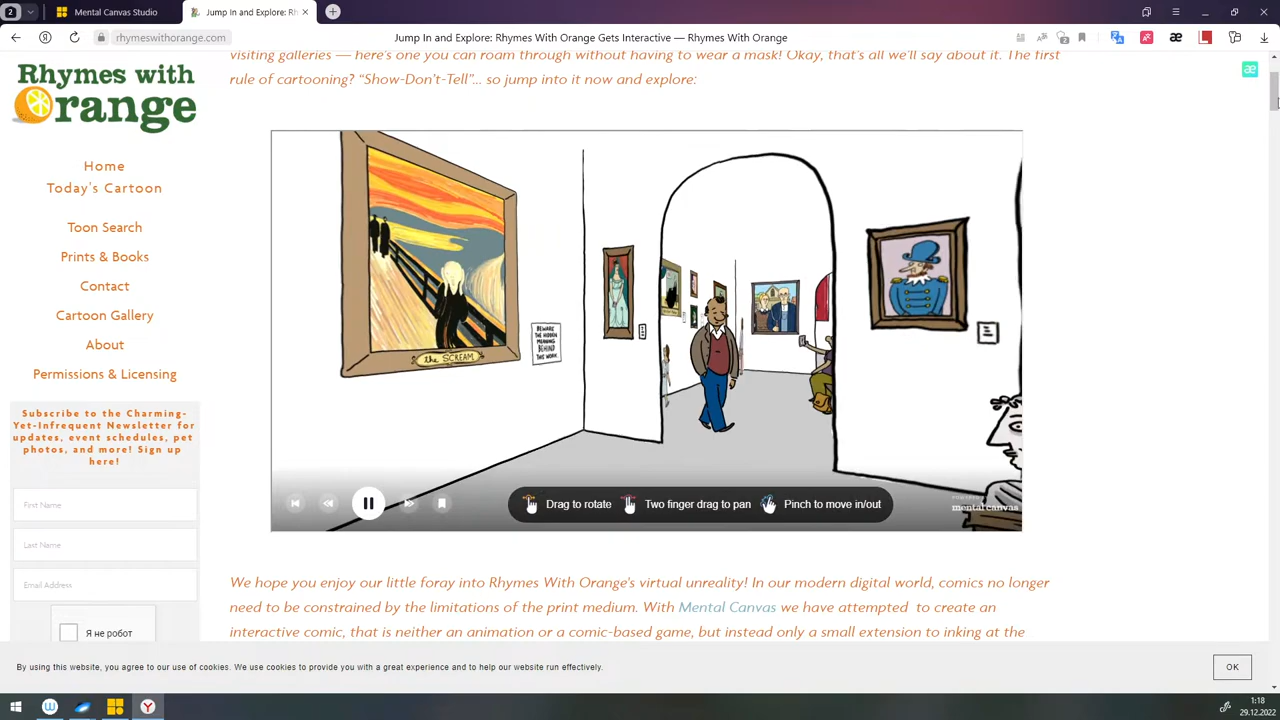 2
Mental Canvas Studio
Jump In and Explore: Rh
rhymeswithorange.com
Jump In and Explore: Rhymes With Orange Gets Interactive — Rhymes With Orange
Rhymes with
Orange
Home
Today's Cartoon
Toon Search
Prints & Books
Contact
Cartoon Gallery
About
Permissions & Licensing
Subscribe to the Charming-
Yet-Infrequent Newsletter for
updates, event schedules, pet
photos, and more! Sign up
here!
First Name
Last Name
Email Address
Я не робот
visiting galleries — here's one you can roam through without having to wear a mask! Okay, that's all we'll say about it. The first
rule of cartooning? “Show-Don't-Tell”... so jump into it now and explore:
the SCREAM
BEWARE
THE HIDDEN
MEANING
BEHIND
THIS WORK.
Drag to rotate
Two finger drag to pan
Pinch to move in/out
POWERED BY
mental canvas
We hope you enjoy our little foray into Rhymes With Orange's virtual unreality! In our modern digital world, comics no longer
need to be constrained by the limitations of the print medium. With Mental Canvas we have attempted to create an
interactive comic, that is neither an animation or a comic-based game, but instead only a small extension to inking at the
By using this website, you agree to our use of cookies. We use cookies to provide you with a great experience and to help our website run effectively.
OK
1:18
29.12.2022